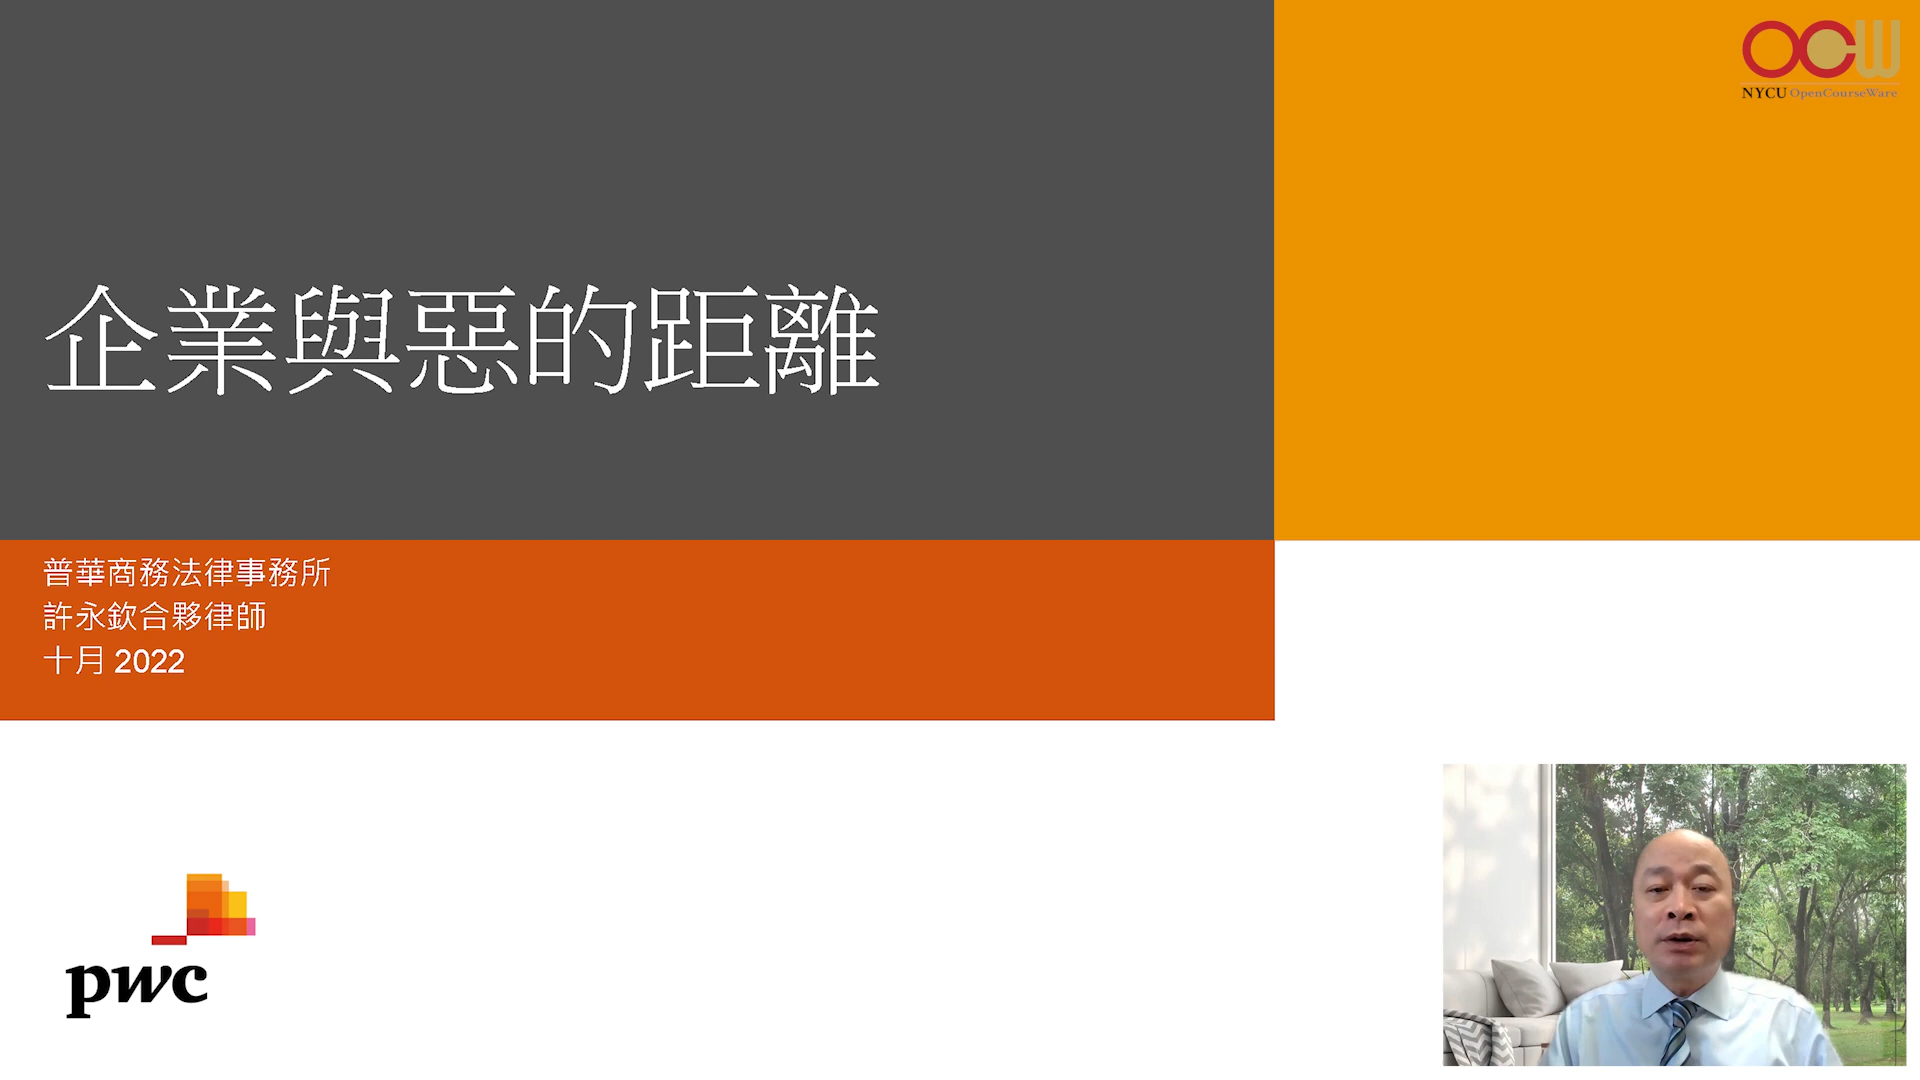 OCW
NYCU OpenCourseWare
企業與惡的距離
普華商務法律事務所
許永欽合夥律師
十月 2022
pwc